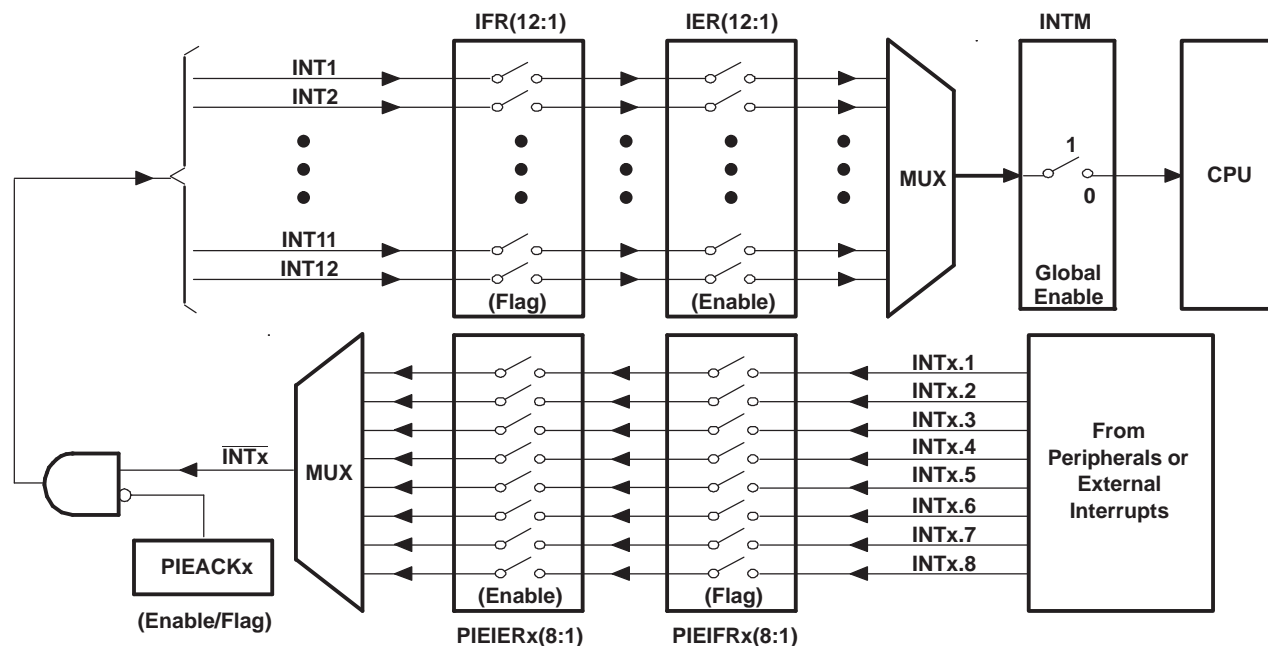 IFR(12:1)
IER(12:1)
INTM
INT1
INT2
INT11
INT12
(Flag)
(Enable)
MUX
1
0
Global
Enable
CPU
INTx.1
INTx.2
INTx.3
INTx.4
INTx.5
INTx.6
INTx.7
INTx.8
From
Peripherals or
External
Interrupts
INTx
MUX
PIEACKx
(Enable/Flag)
(Enable)
(Flag)
PIEIERx(8:1)
PIEIFRx(8:1)